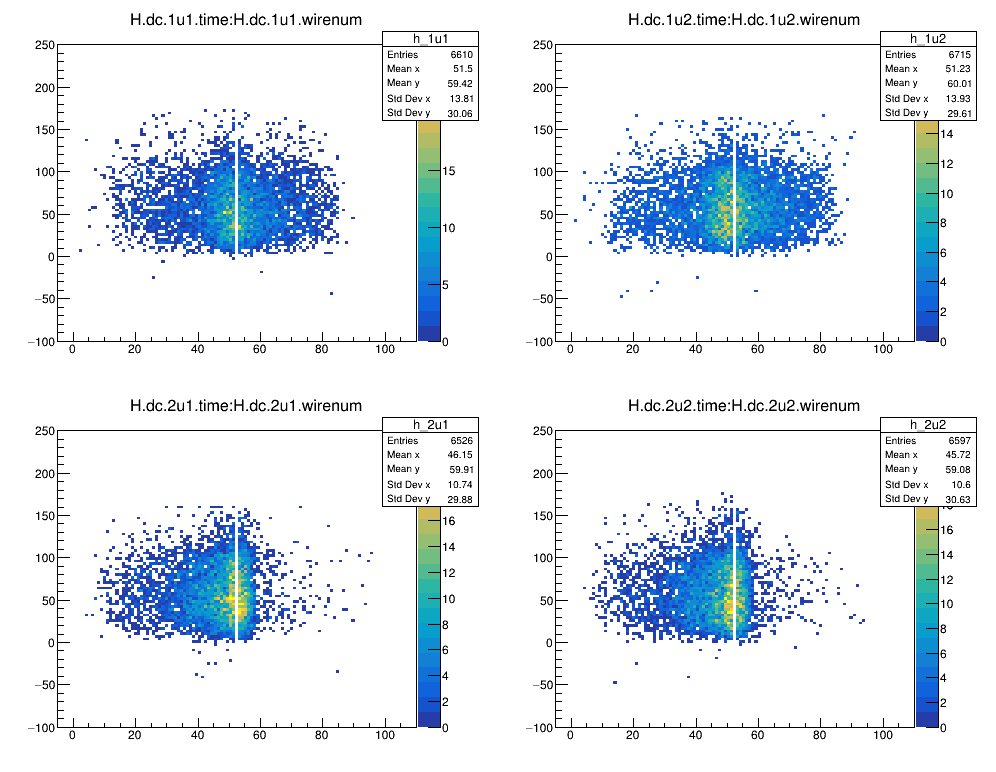 H.dc.1u1.time:H.dc.1u1.wirenum
h_1u1
Entries 6610
Mean x 51.5
Mean y 59.42
Std Dev x 13.81
Std Dev y 30.06
250
200
150
100
50
0
−50
−100
0 20 40 60 80 100
15
10
5
0
H.dc.1u2.time:H.dc.1u2.wirenum
h_1u2
Entries 6715
Mean x 51.23
Mean y 60.01
Std Dev x 13.93
Std Dev y 29.61
250
200
150
100
50
0
−50
−100
0 20 40 60 80 100
14
12
10
8
6
4
2
0
H.dc.2u1.time:H.dc.2u1.wirenum
h_2u1
Entries 6526
Mean x 46.15
Mean y 59.91
Std Dev x 10.74
Std Dev y 29.88
250
200
150
100
50
0
−50
−100
0 20 40 60 80 100
16
14
12
10
8
6
4
2
0
H.dc.2u2.time:H.dc.2u2.wirenum
h_2u2
Entries 6597
Mean x 45.72
Mean y 59.08
Std Dev x 10.6
Std Dev y 30.63
250
200
150
100
50
0
−50
−100
0 20 40 60 80 100
16
14
12
10
8
6
4
2
0